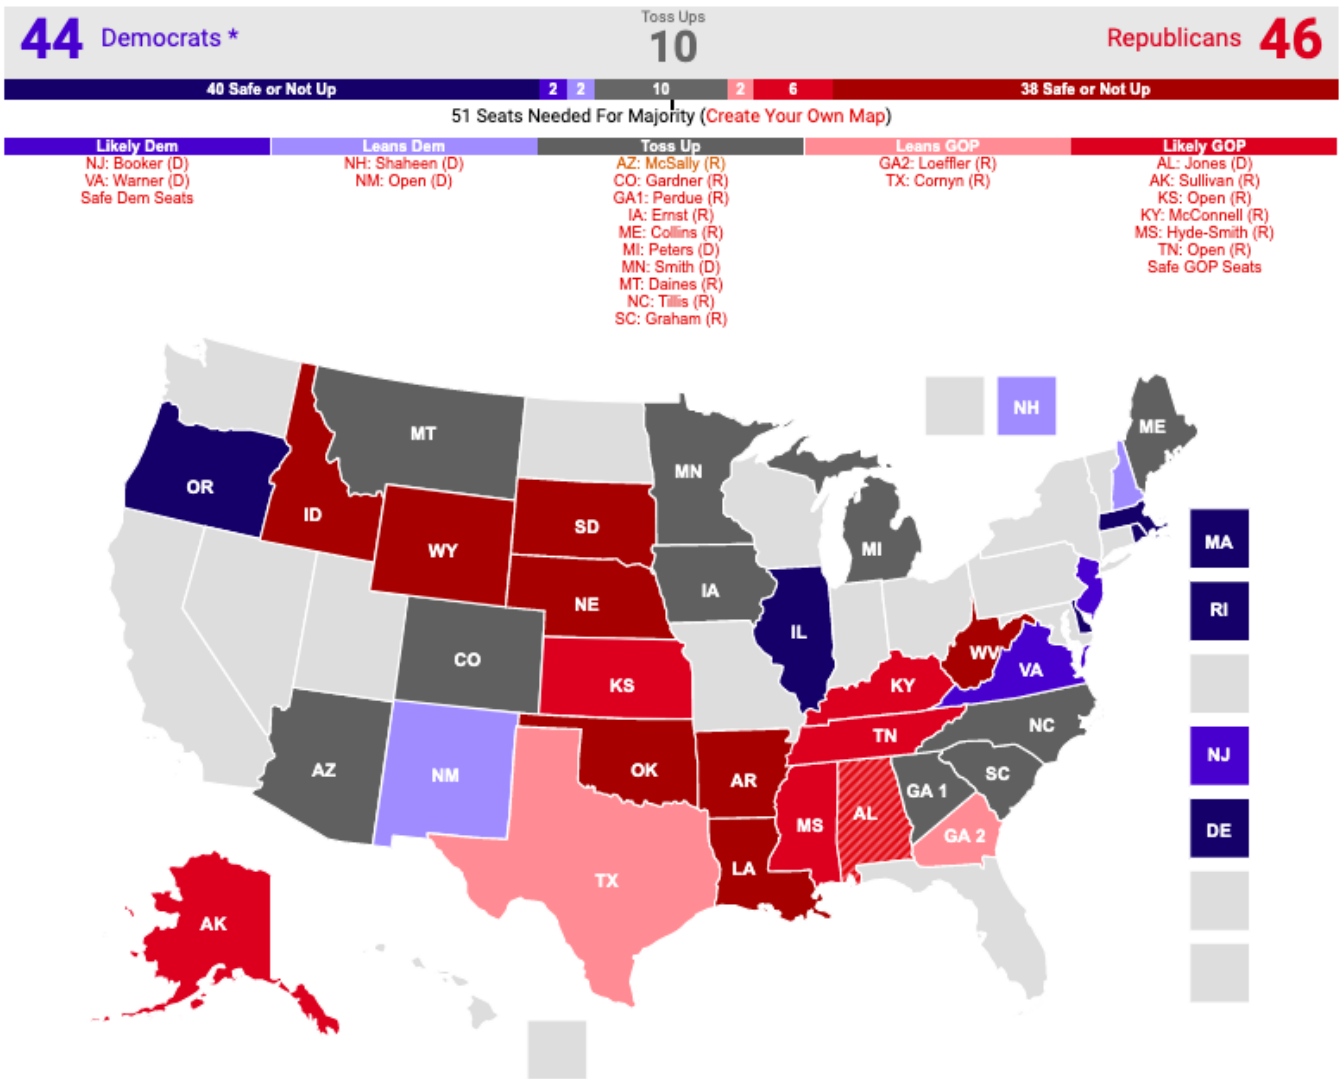 Toss Ups
44 Democrats *
10
Republicans 46
40 Safe or Not Up 2 2 10 2 6 38 Safe or Not Up
51 Seats Needed For Majority (Create Your Own Map)
Likely Dem
NJ: Booker (D)
VA: Warner (D)
Safe Dem Seats
Leans Dem
NH: Shaheen (D)
NM: Open (D)
Toss Up
AZ: McSally (R)
CO: Gardner (R)
GA1: Perdue (R)
IA: Ernst (R)
ME: Collins (R)
MI: Peters (D)
MN: Smith (D)
MT: Daines (R)
NC: Tillis (R)
SC: Graham (R)
Leans GOP
GA2: Loeffler (R)
TX: Cornyn (R)
Likely GOP
AL: Jones (D)
AK: Sullivan (R)
KS: Open (R)
KY: McConnell (R)
MS: Hyde-Smith (R)
TN: Open (R)
Safe GOP Seats
NH
ME
MT
MN
OR
ID
SD
WY
MI
MA
NE
IA
RI
IL
CO
WV
VA
KS
KY
NC
TN
NJ
AZ
NM
OK
AR
SC
GA 1
MS
AL
GA 2
DE
LA
TX
AK